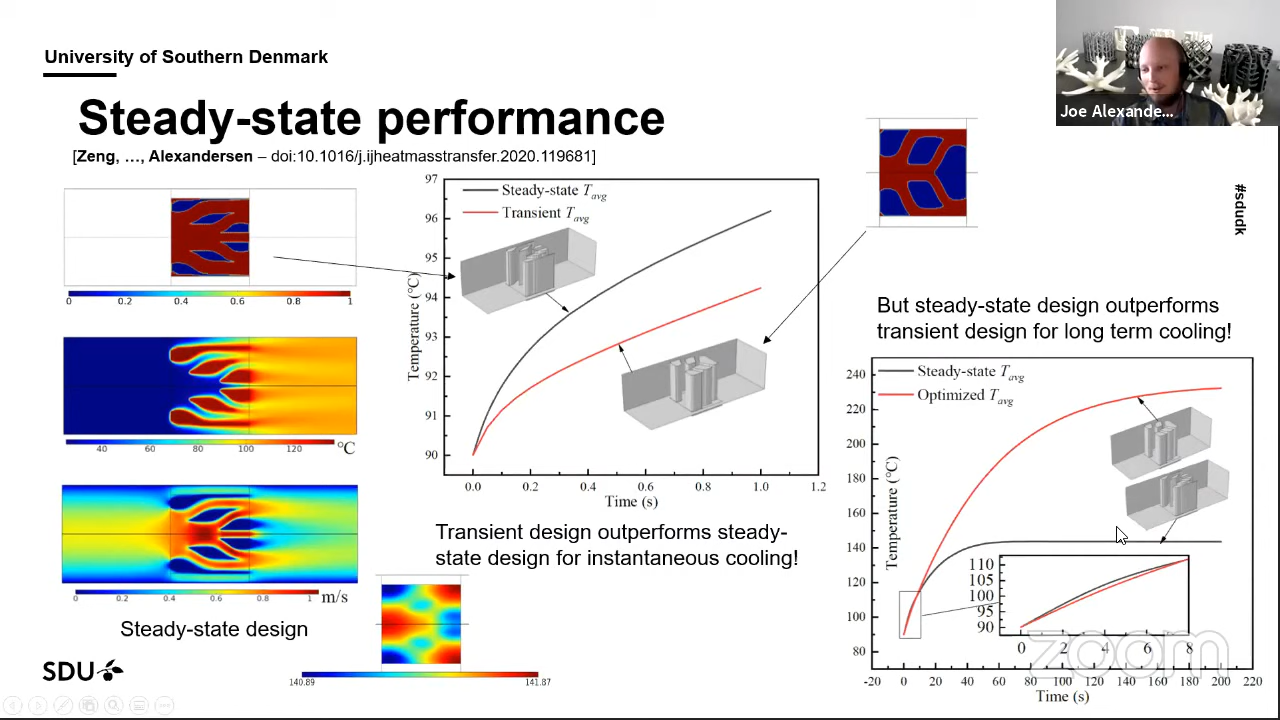 University of Southern Denmark
Steady-state performance
[Zeng, ..., Alexandersen – doi:10.1016/j.ijheatmasstransfer.2020.119681]
Joe Alexande...
#sdudk
0 0.2 0.4 0.6 0.8 1
40 60 80 100 120 °C
0 0.2 0.4 0.6 0.8 1 m/s
Steady-state design
SDU
97
96
95
94
93
92
91
90
Temperature (°C)
Steady-state Tavg
Transient Tavg
0.0 0.2 0.4 0.6 0.8 1.0 1.2
Time (s)
Transient design outperforms steady-
state design for instantaneous cooling!
140.89 141.87
But steady-state design outperforms
transient design for long term cooling!
240
220
200
180
160
140
120
100
80
Temperature (°C)
Steady-state Tavg
Optimized Tavg
110
105
100
95
90
0 2 4 6 8
-20 0 20 40 60 80 100 120 140 160 180 200 220
Time (s)
zoom